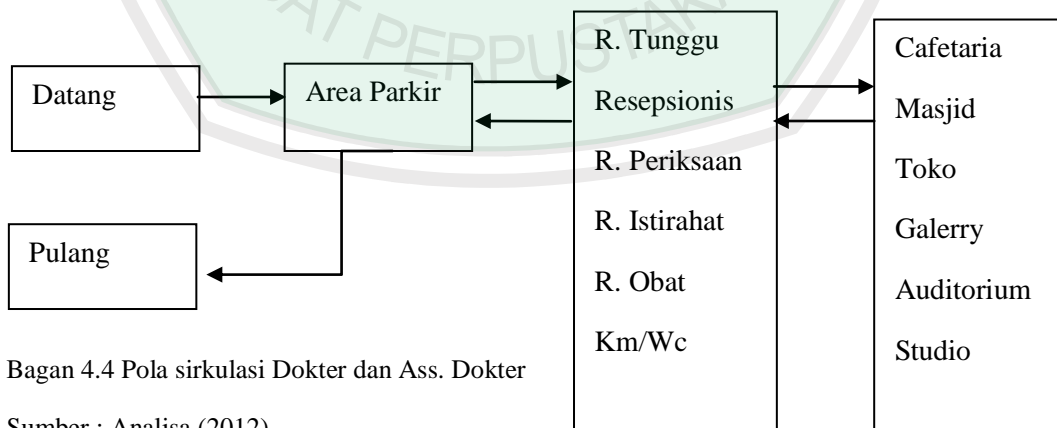 PERPUSTAKA
Datang
Area Parkir
Pulang
R. Tunggu
Resepsionis
R. Periksaan
R. Istirahat
R. Obat
Km/Wc
Cafetaria
Masjid
Toko
Galerry
Auditorium
Studio
Bagan 4.4 Pola sirkulasi Dokter dan Ass. Dokter
Sumber : Analisa (2012)